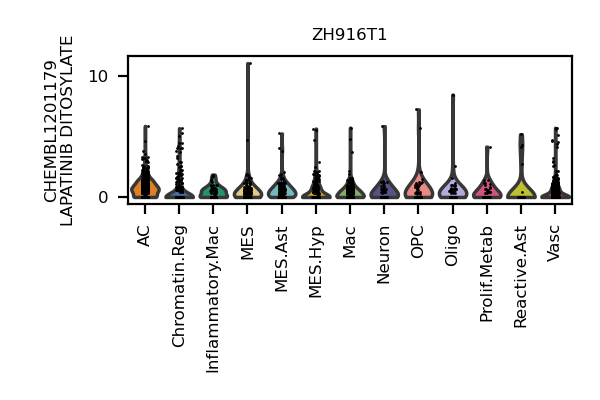 ZH916T1
CHEMBL1201179
LAPATINIB DITOSYLATE
10
0
AC
Chromatin.Reg
Inflammatory.Mac
MES
MES.Ast
MES.Hyp
Mac
Neuron
OPC
Oligo
Prolif.Metab
Reactive.Ast
Vasc